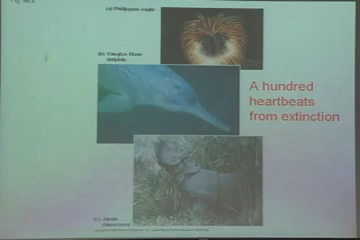 (a) Philippine eagle
(b) Yangtze River
dolphin
A hundred
heartbeats
from extinction
(c) Javan
rhinoceros